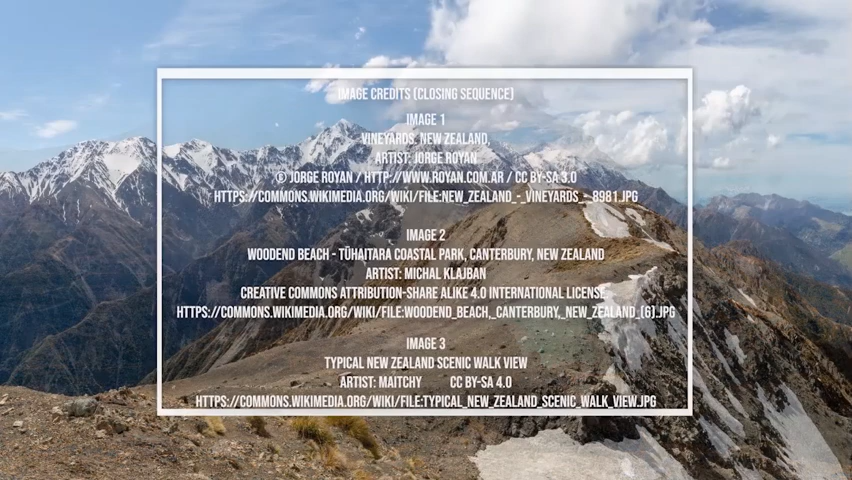 IMAGE CREDITS (CLOSING SEQUENCE)
IMAGE 1
VINEYARDS. NEW ZEALAND,
ARTIST: JORGE ROYAN
© JORGE ROYAN / HTTP://WWW.ROYAN.COM.AR / CC BY-SA 3.0
HTTPS://COMMONS.WIKIMEDIA.ORG/WIKI/FILE:NEW_ZEALAND_-_VINEYARDS_-_8981.JPG
IMAGE 2
WOODEND BEACH - TŪHAITARA COASTAL PARK, CANTERBURY, NEW ZEALAND
ARTIST: MICHAL KLAJBAN
CREATIVE COMMONS ATTRIBUTION-SHARE ALIKE 4.0 INTERNATIONAL LICENSE.
HTTPS://COMMONS.WIKIMEDIA.ORG/WIKI/FILE:WOODEND_BEACH,_CANTERBURY,_NEW_ZEALAND_(6).JPG
IMAGE 3
TYPICAL NEW ZEALAND SCENIC WALK VIEW
ARTIST: MAITCHY CC BY-SA 4.0
HTTPS://COMMONS.WIKIMEDIA.ORG/WIKI/FILE:TYPICAL_NEW_ZEALAND_SCENIC_WALK_VIEW.JPG